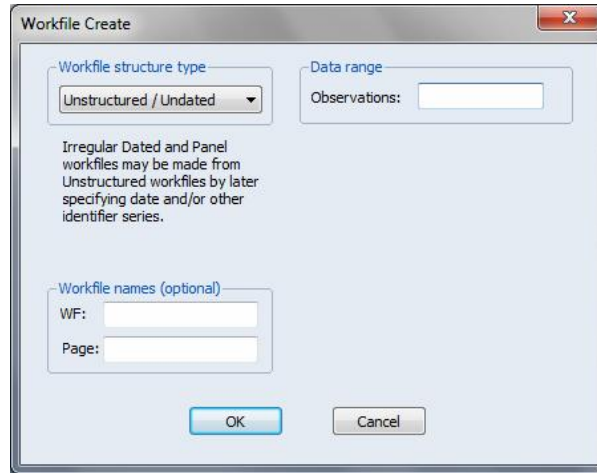 Workfile Create
Workfile structure type
Unstructured / Undated
Irregular Dated and Panel
workfiles may be made from
Unstructured workfiles by later
specifying date and/or other
identifier series.
Data range
Observations:
Workfile names (optional)
WF:
Page:
OK
Cancel